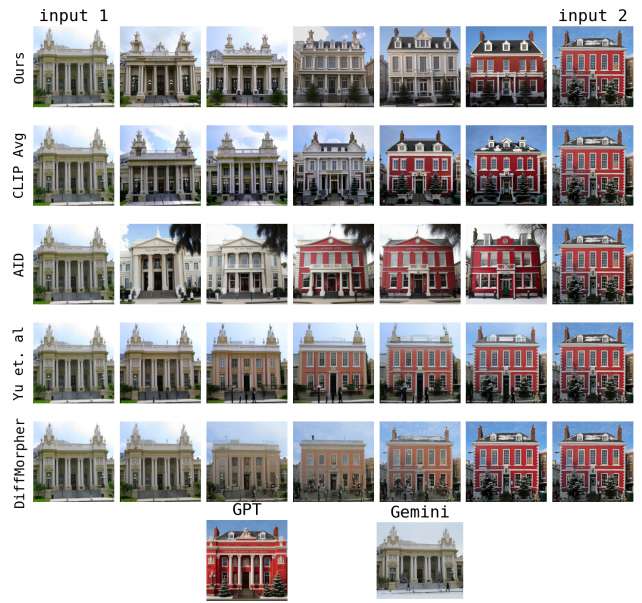 input 1
input 2
Ours
CLIP Avg
AID
Yu et. al
DiffMorpher
GPT
Gemini